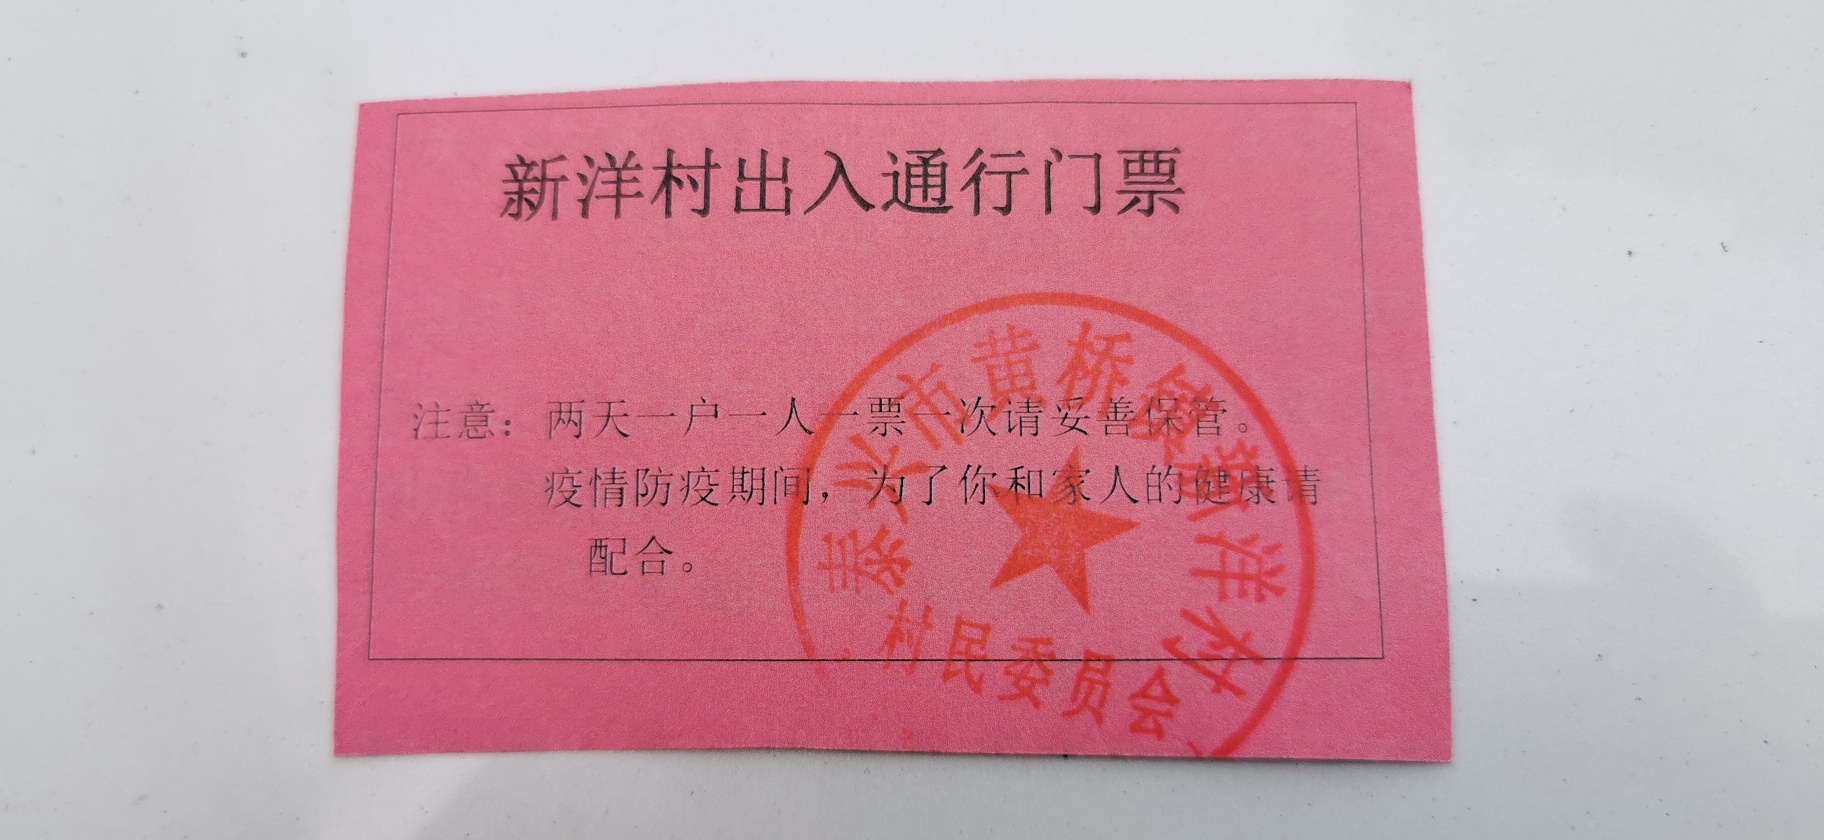 新洋村出入通行门票
注意：两天一户一人一票一次请妥善保管。
疫情防疫期间，为了你和家人的健康请
配合。
泰兴市黄桥镇新洋村
村民委员会